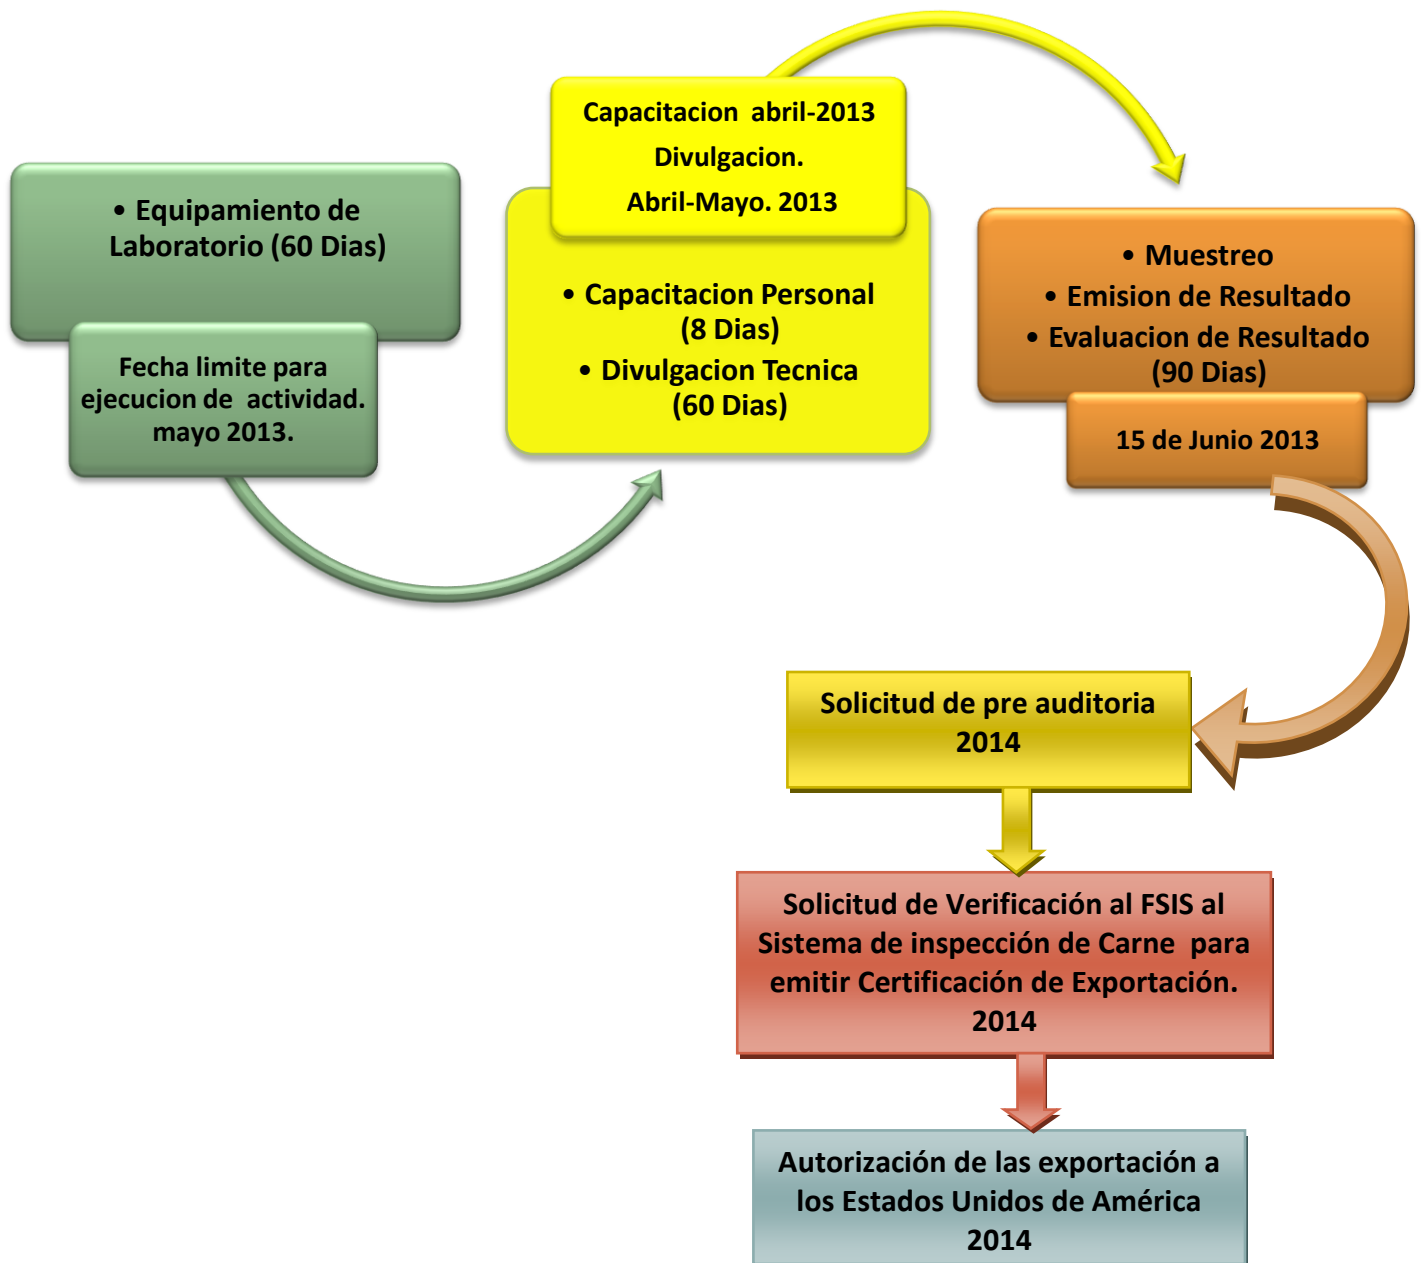 • Equipamiento de
Laboratorio (60 Dias)
Fecha limite para
ejecucion de actividad.
mayo 2013.
Capacitacion abril-2013
Divulgacion.
Abril-Mayo. 2013
• Capacitacion Personal
(8 Dias)
• Divulgacion Tecnica
(60 Dias)
• Muestreo
• Emision de Resultado
• Evaluacion de Resultado
(90 Dias)
15 de Junio 2013
Solicitud de pre auditoria
2014
Solicitud de Verificación al FSIS al
Sistema de inspección de Carne para
emitir Certificación de Exportación.
2014
Autorización de las exportación a
los Estados Unidos de América
2014